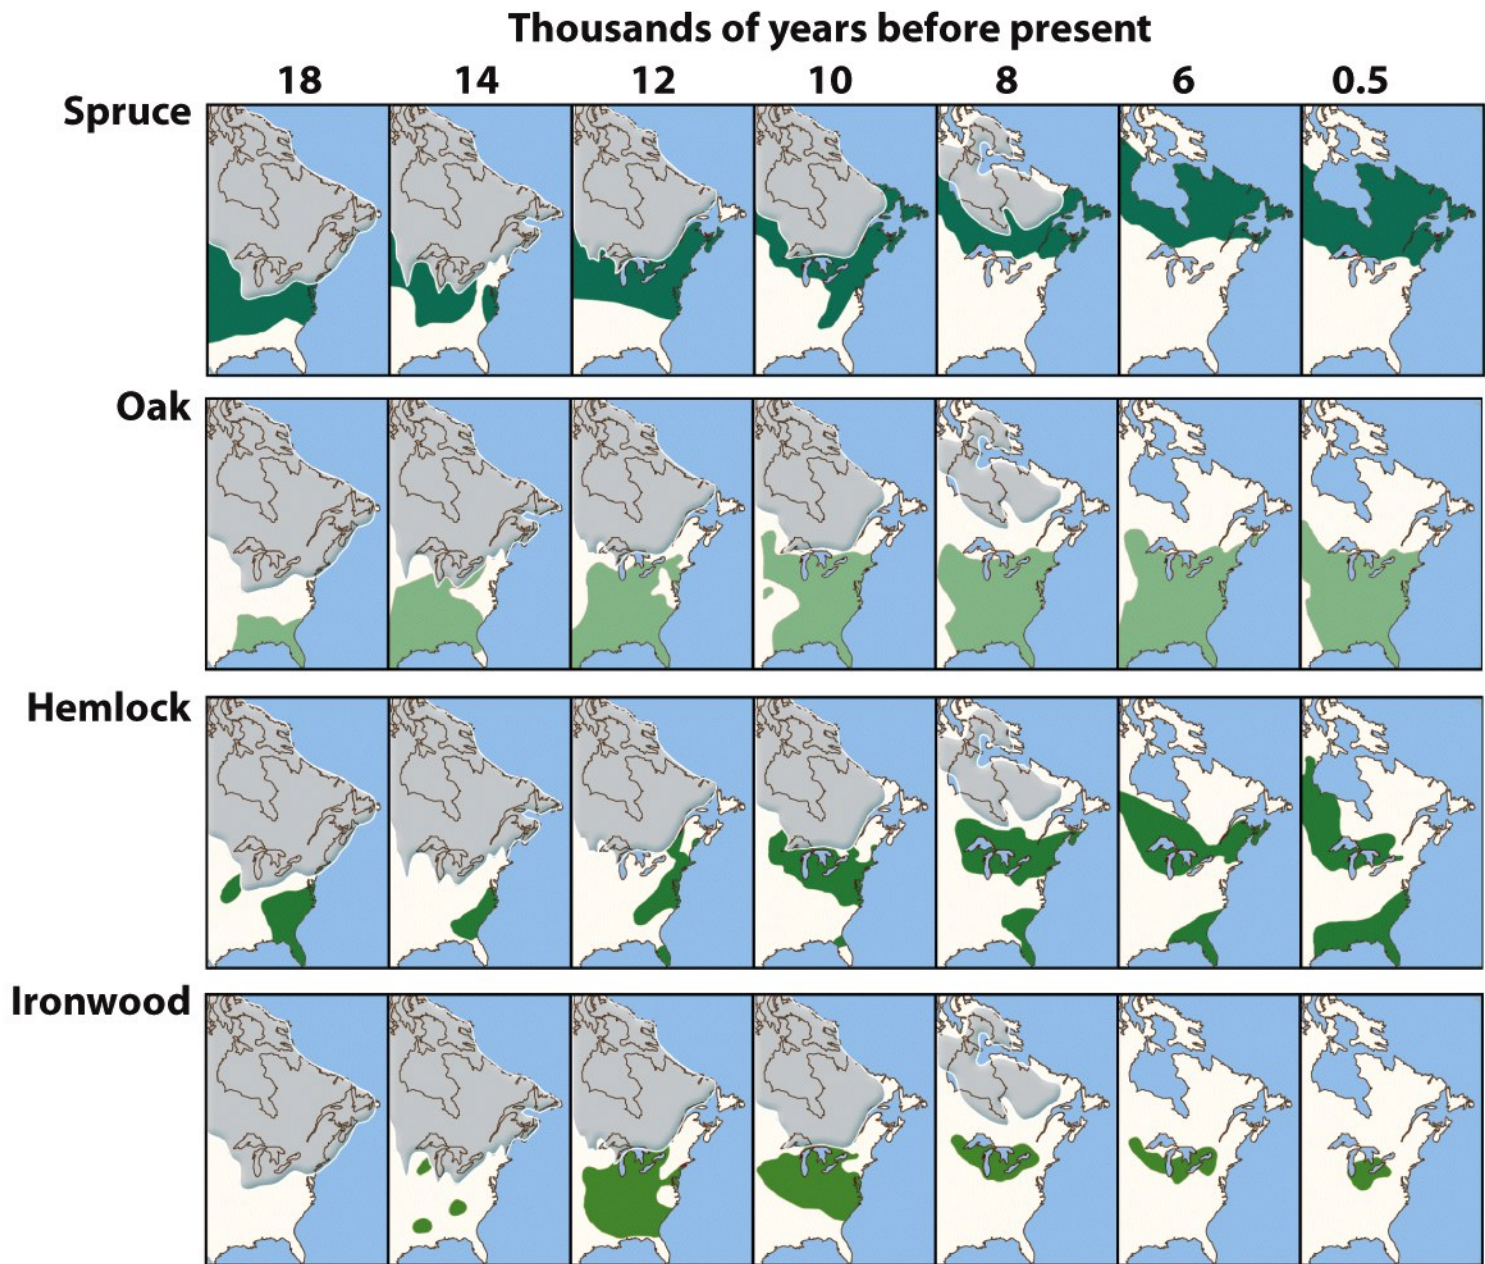 Thousands of years before present
18 14 12 10 8 6 0.5
Spruce
Oak
Hemlock
Ironwood